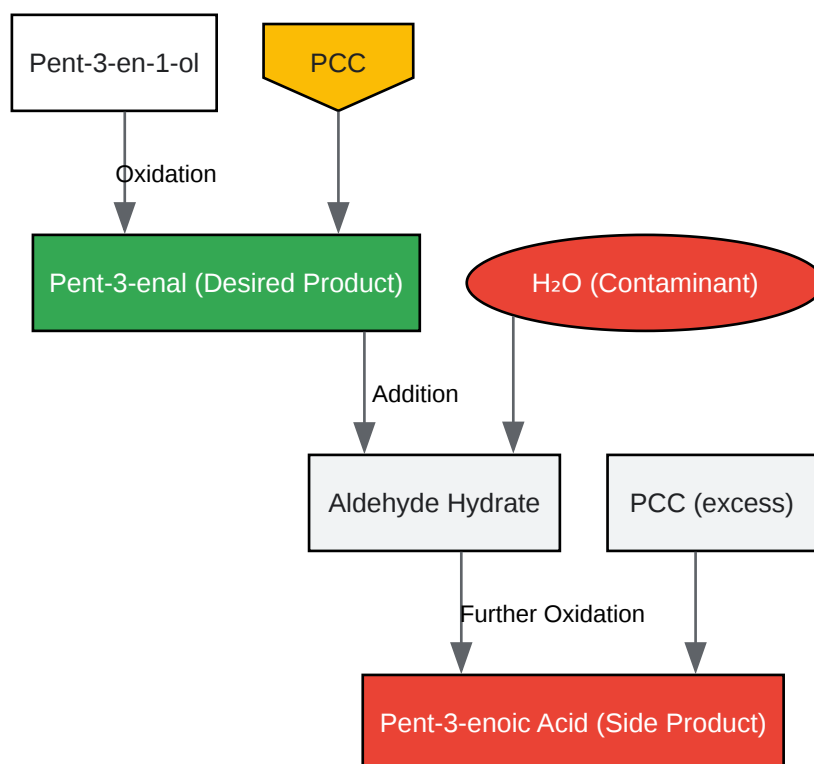 Pent-3-en-1-ol
PCC
Oxidation
Pent-3-enal (Desired Product)
H₂O (Contaminant)
Addition
Aldehyde Hydrate
PCC (excess)
Further Oxidation
Pent-3-enoic Acid (Side Product)